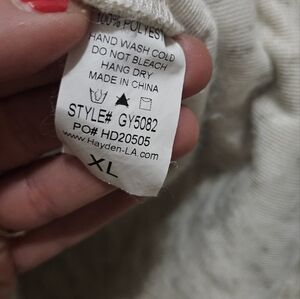 100% POLYES
HAND WASH COLD
DO NOT BLEACH
HANG DRY
MADE IN CHINA
STYLE# GY5082
PO# HD20505
www.Hayden-LA.com
XL